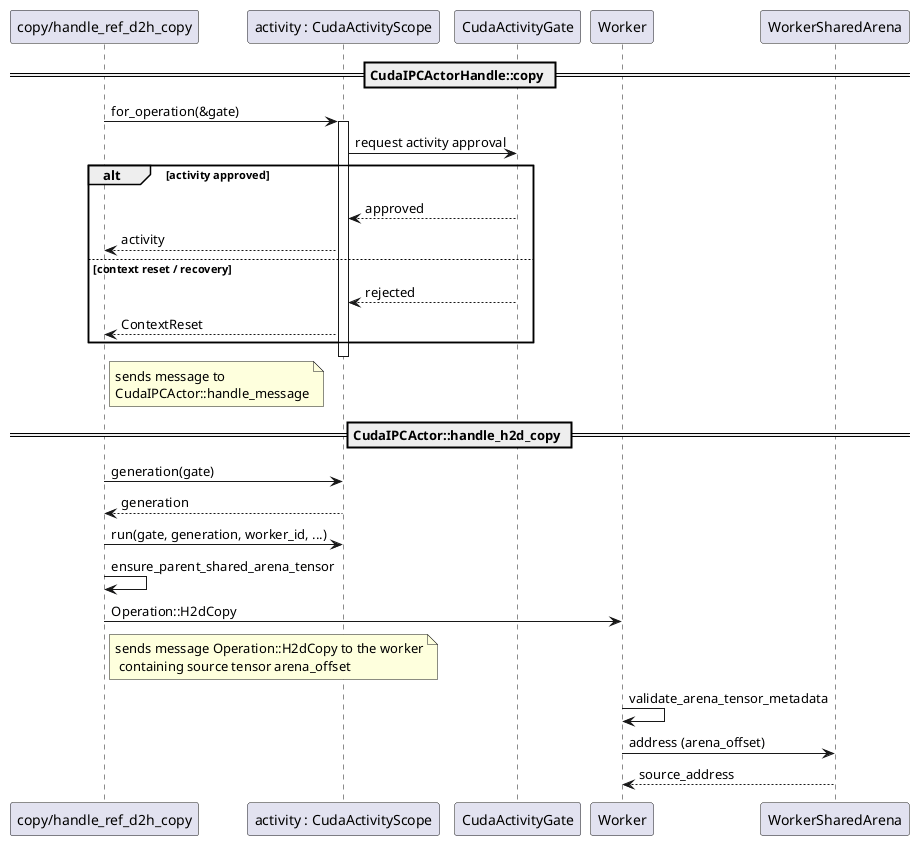 copy/handle_ref_d2h_copy
activity : CudaActivityScope
CudaActivityGate
Worker
WorkerSharedArena
CudaIPCActorHandle::copy
for_operation(&gate)
request activity approval
alt
[activity approved]
approved
activity
[context reset / recovery]
rejected
ContextReset
sends message to
CudaIPCActor::handle_message
CudaIPCActor::handle_h2d_copy
generation(gate)
generation
run(gate, generation, worker_id, ...)
ensure_parent_shared_arena_tensor
Operation::H2dCopy
sends message Operation::H2dCopy to the worker
containing source tensor arena_offset
validate_arena_tensor_metadata
address (arena_offset)
source_address
copy/handle_ref_d2h_copy
activity : CudaActivityScope
CudaActivityGate
Worker
WorkerSharedArena